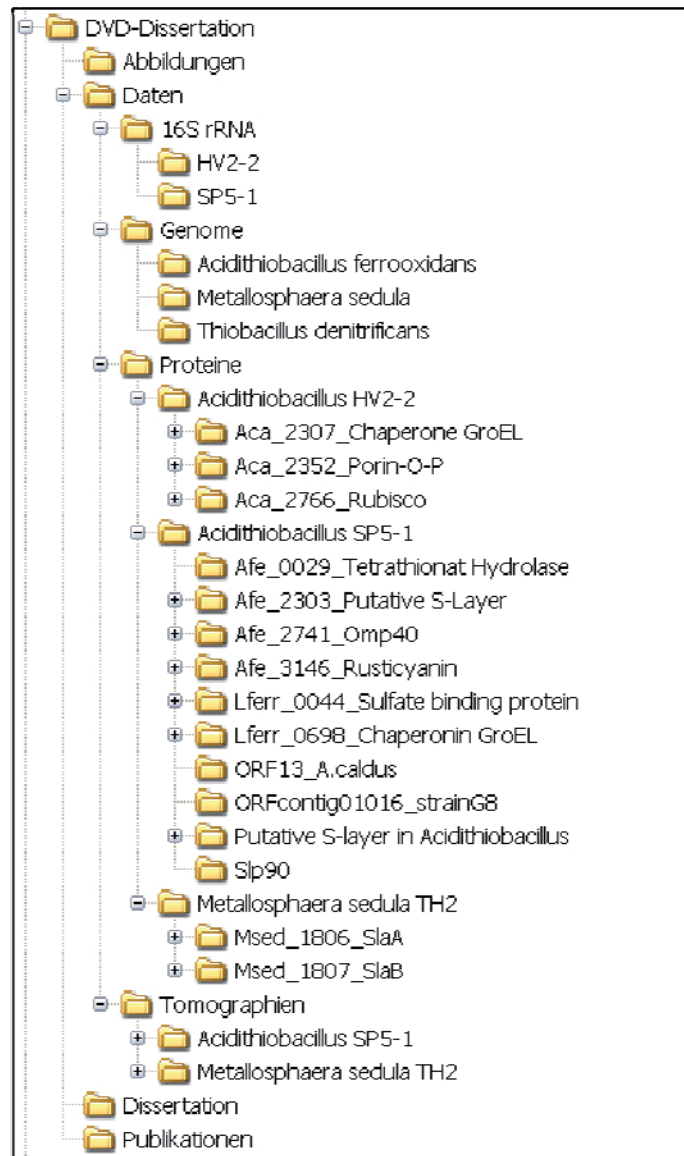 DVD-Dissertation
Abbildungen
Daten
16S rRNA
HV2-2
SP5-1
Genome
Acidithiobacillus ferrooxidans
Metallosphaera sedula
Thiobacillus denitrificans
Proteine
Acidithiobacillus HV2-2
Aca_2307_Chaperone GroEL
Aca_2352_Porin-O-P
Aca_2766_Rubisco
Acidithiobacillus SP5-1
Afe_0029_Tetrathionat Hydrolase
Afe_2303_Putative S-Layer
Afe_2741_Omp40
Afe_3146_Rusticyanin
Lferr_0044_Sulfate binding protein
Lferr_0698_Chaperonin GroEL
ORF13_A.caldus
ORFcontig01016_strainG8
Putative S-layer in Acidithiobacillus
Slp90
Metallosphaera sedula TH2
Msed_1806_SlaA
Msed_1807_SlaB
Tomographien
Acidithiobacillus SP5-1
Metallosphaera sedula TH2
Dissertation
Publikationen